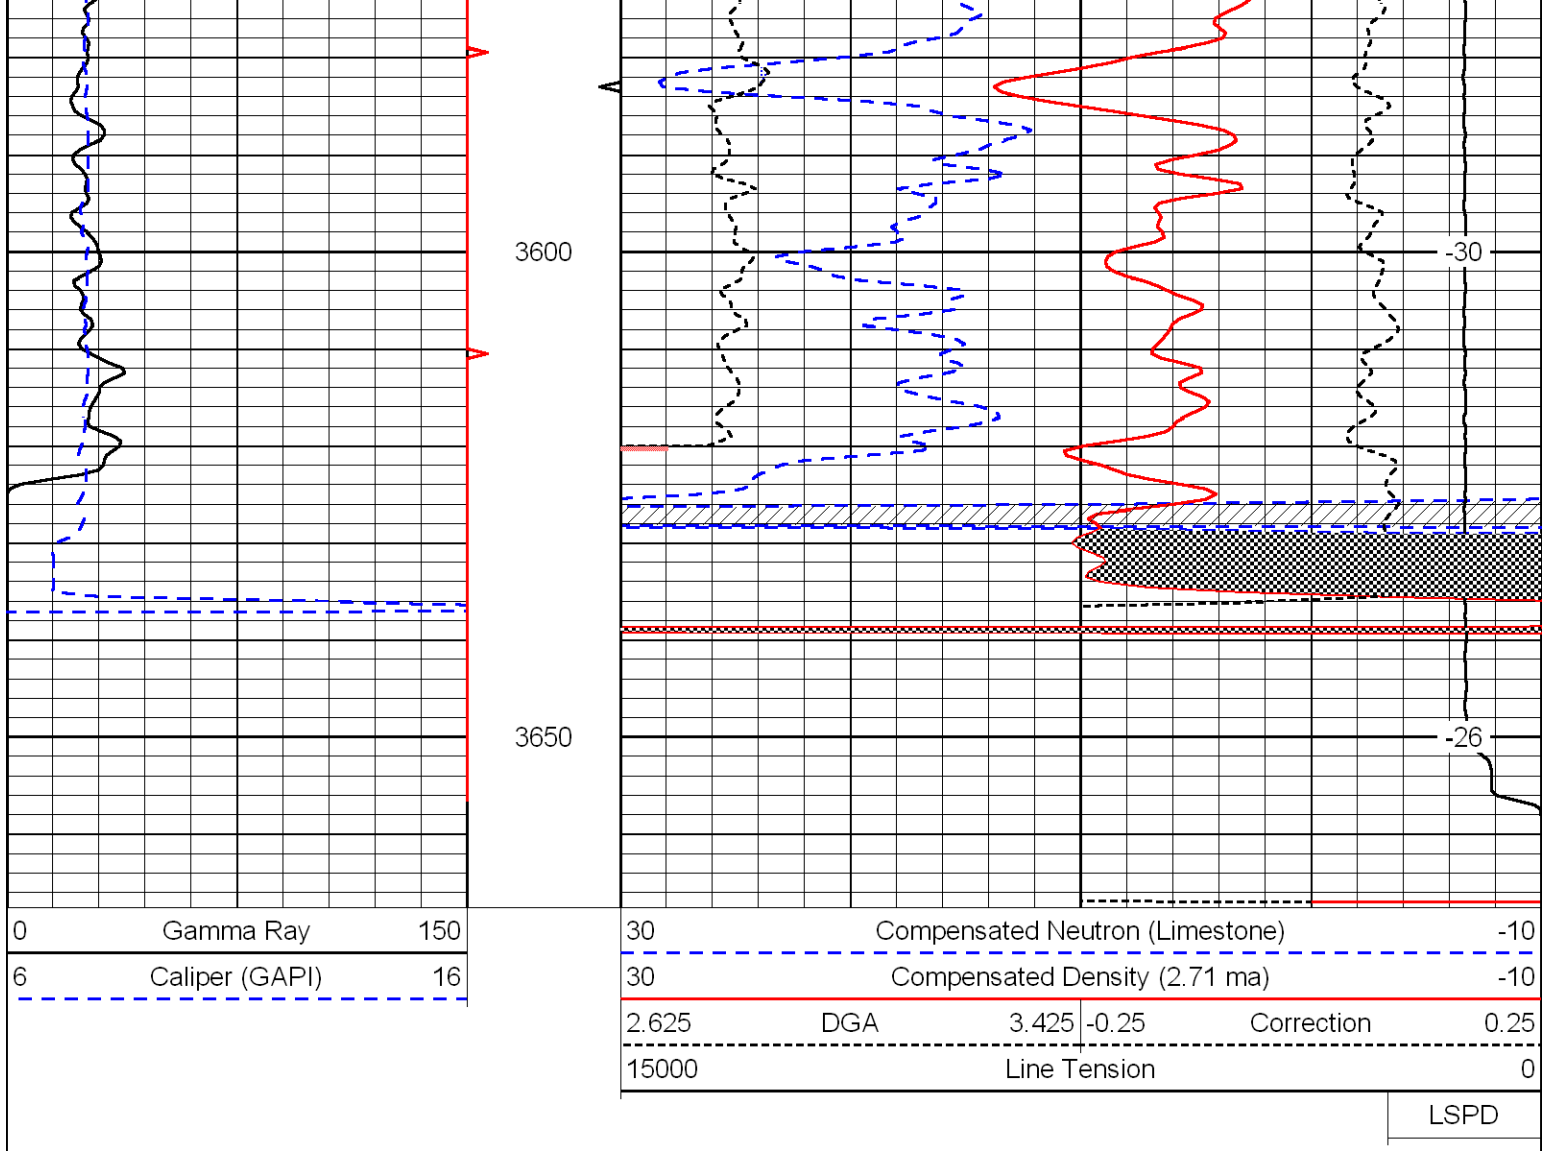 3600
-30
3650
-26
0 Gamma Ray 150
6 Caliper (GAPI) 16
30 Compensated Neutron (Limestone) -10
30 Compensated Density (2.71 ma) -10
2.625 DGA 3.425 -0.25 Correction 0.25
15000 Line Tension 0
LSPD